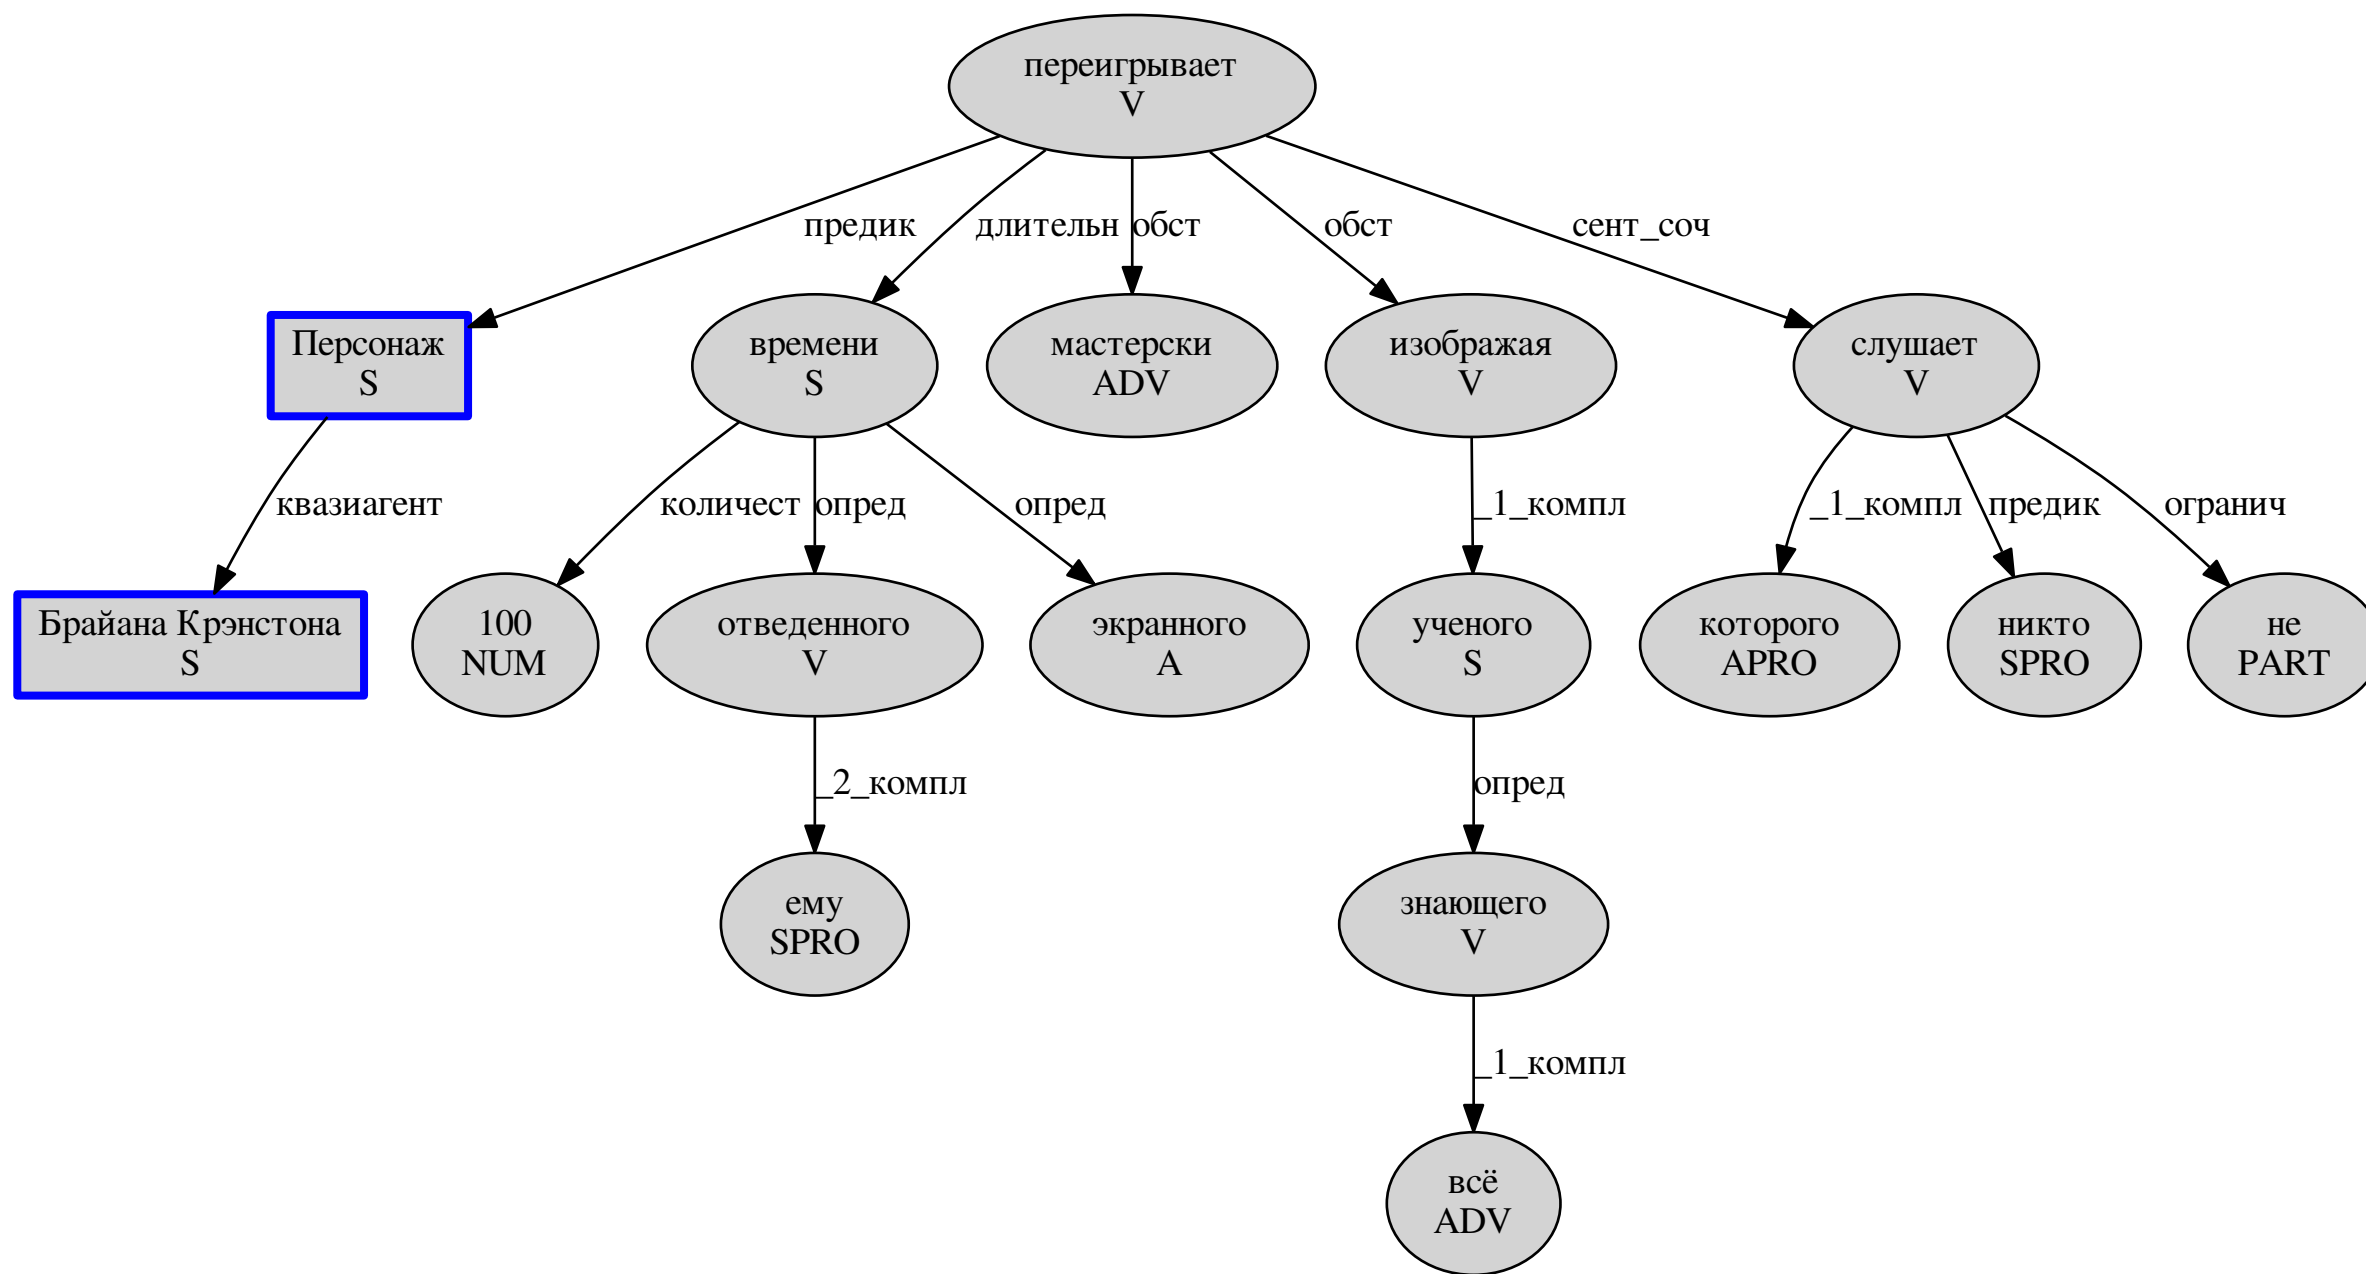 переигрывает
V
предик
длительн
обст
обст
сент_соч
Персонаж
S
времени
S
мастерски
ADV
изображая
V
слушает
V
квазиагент
количест
опред
опред
_1_компл
_1_компл
предик
огранич
Брайана Крэнстона
S
100
NUM
отведенного
V
экранного
A
ученого
S
которого
APRO
никто
SPRO
не
PART
_2_компл
опред
ему
SPRO
знающего
V
_1_компл
всё
ADV